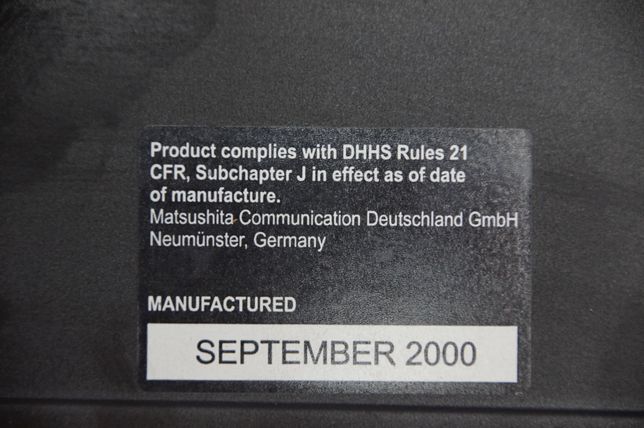 Product complies with DHHS Rules 21
CFR, Subchapter J in effect as of date
of manufacture.
Matsushita Communication Deutschland GmbH
Neumünster, Germany
MANUFACTURED
SEPTEMBER 2000